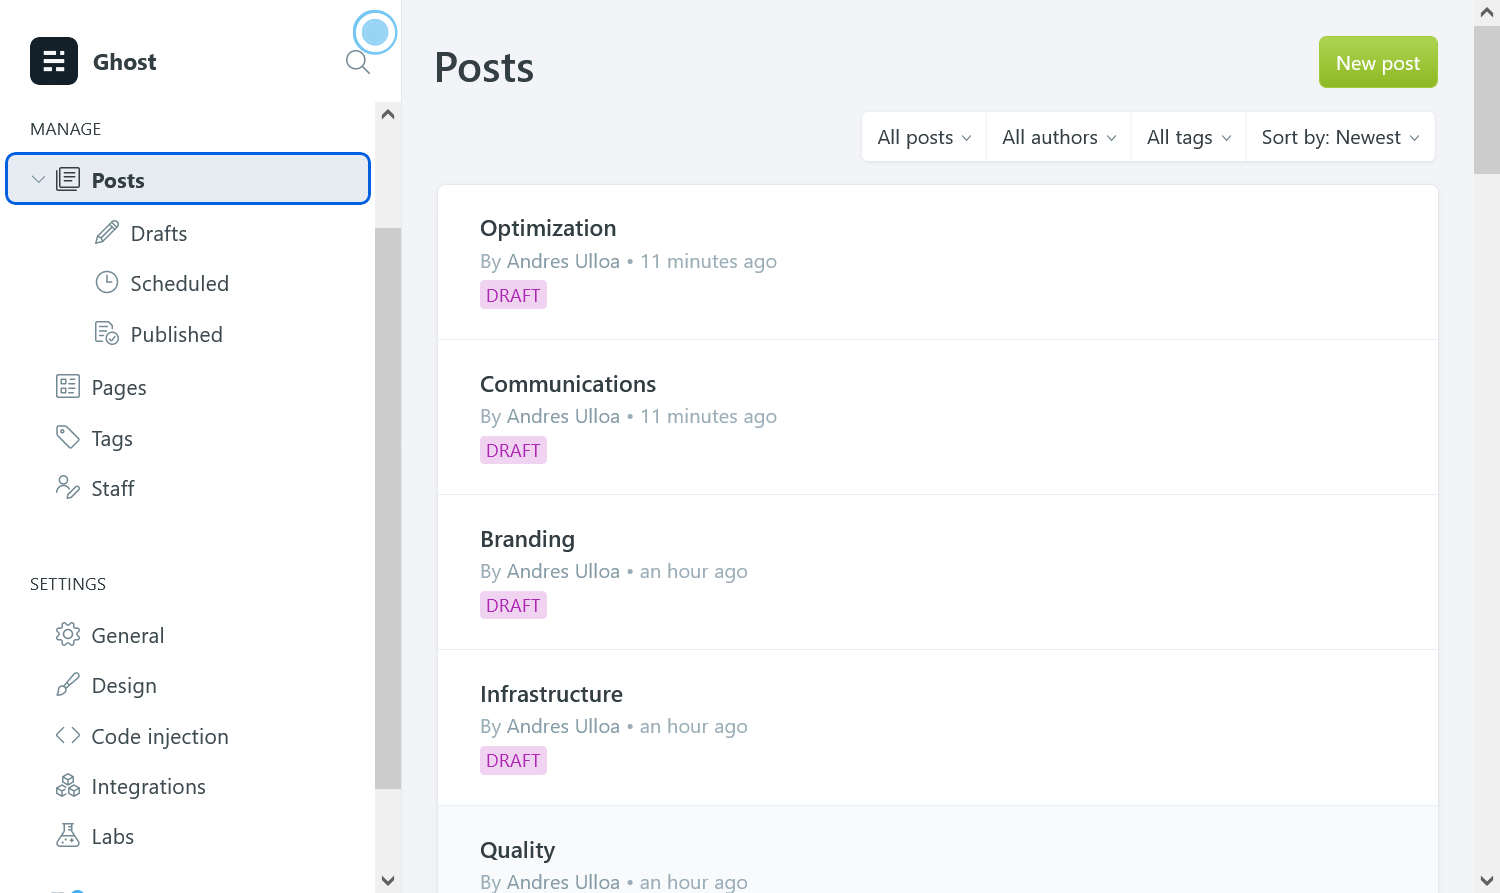 Ghost
MANAGE
Posts
Drafts
Scheduled
Published
Pages
Tags
Staff
SETTINGS
General
Design
Code injection
Integrations
Labs
Posts
New post
All posts
All authors
All tags
Sort by: Newest
Optimization
By Andres Ulloa • 11 minutes ago
DRAFT
Communications
By Andres Ulloa • 11 minutes ago
DRAFT
Branding
By Andres Ulloa • an hour ago
DRAFT
Infrastructure
By Andres Ulloa • an hour ago
DRAFT
Quality
By Andres Ulloa • an hour ago